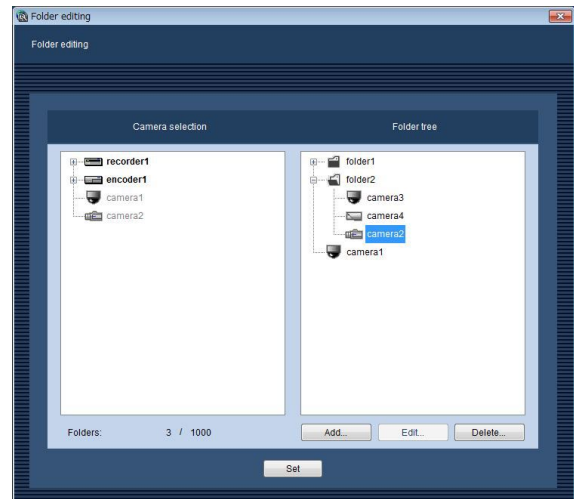 Folder editing
Folder editing
Camera selection
Folder tree
recorder1
encoder1
camera1
camera2
folder1
folder2
camera3
camera4
camera2
camera1
Folders: 3 / 1000
Add... Edit... Delete...
Set